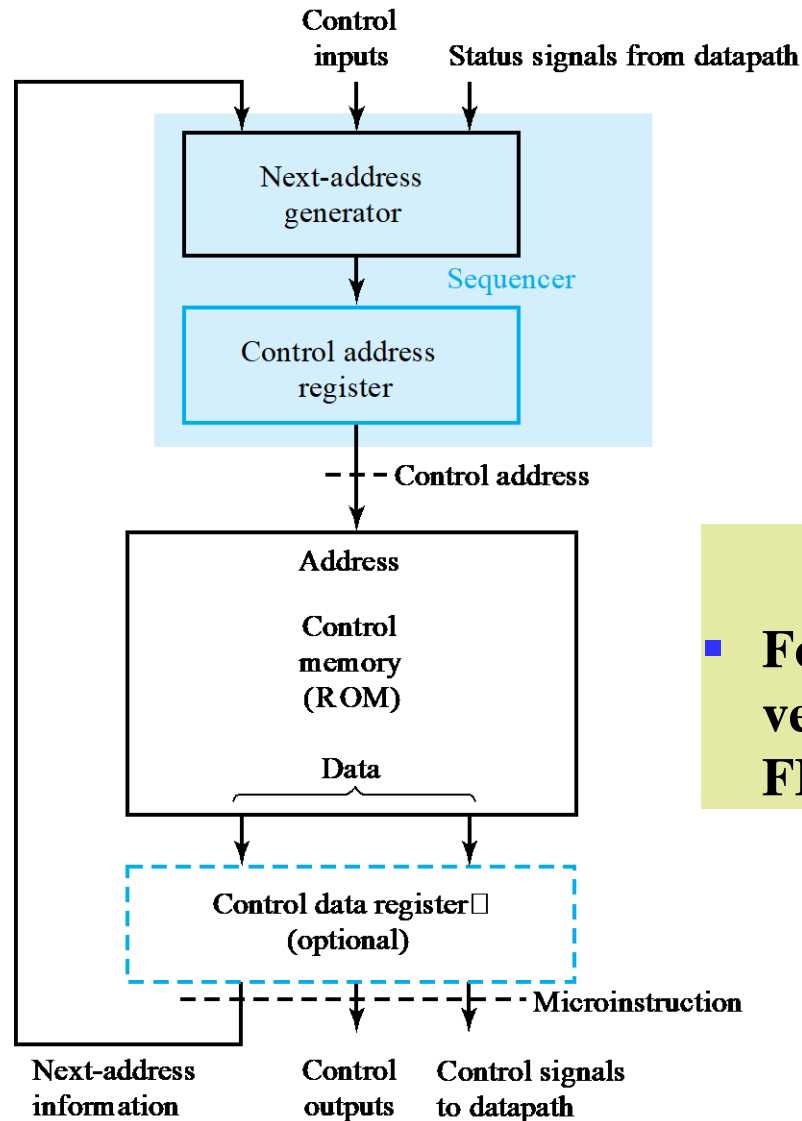 Control
inputs
Status signals from datapath
Next-address
generator
Sequencer
Control address
register
Control address
Address
Control
memory
(ROM)
Data
Control data register
(optional)
Microinstruction
Next-address
information
Control
outputs
Control signals
to datapath